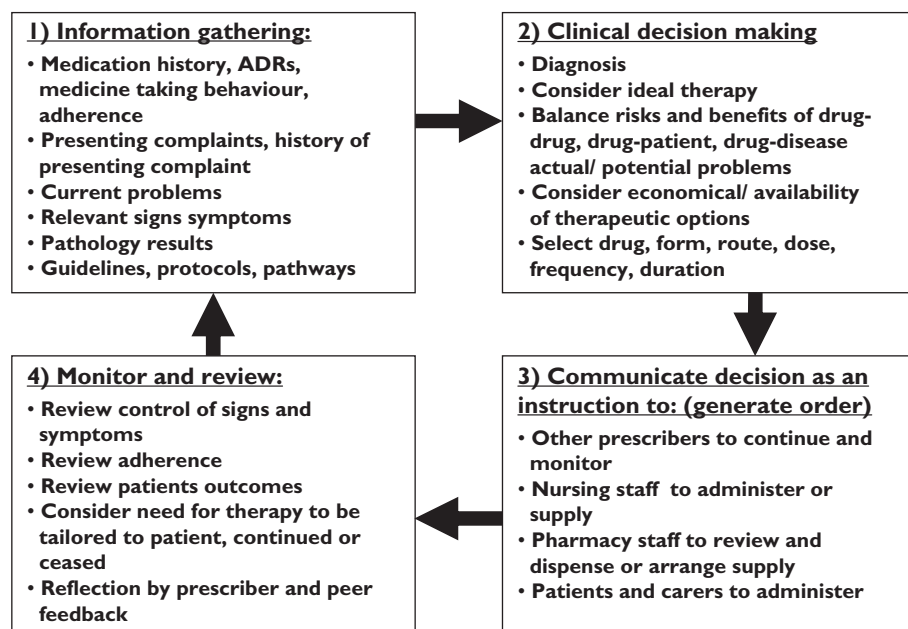 1) Information gathering:
• Medication history, ADRs,
medicine taking behaviour,
adherence
• Presenting complaints, history of
presenting complaint
• Current problems
• Relevant signs symptoms
• Pathology results
• Guidelines, protocols, pathways
2) Clinical decision making
• Diagnosis
• Consider ideal therapy
• Balance risks and benefits of drug-
drug, drug-patient, drug-disease
actual/ potential problems
• Consider economical/ availability
of therapeutic options
• Select drug, form, route, dose,
frequency, duration
3) Communicate decision as an
instruction to: (generate order)
• Other prescribers to continue and
monitor
• Nursing staff to administer or
supply
• Pharmacy staff to review and
dispense or arrange supply
• Patients and carers to administer
4) Monitor and review:
• Review control of signs and
symptoms
• Review adherence
• Review patients outcomes
• Consider need for therapy to be
tailored to patient, continued or
ceased
• Reflection by prescriber and peer
feedback